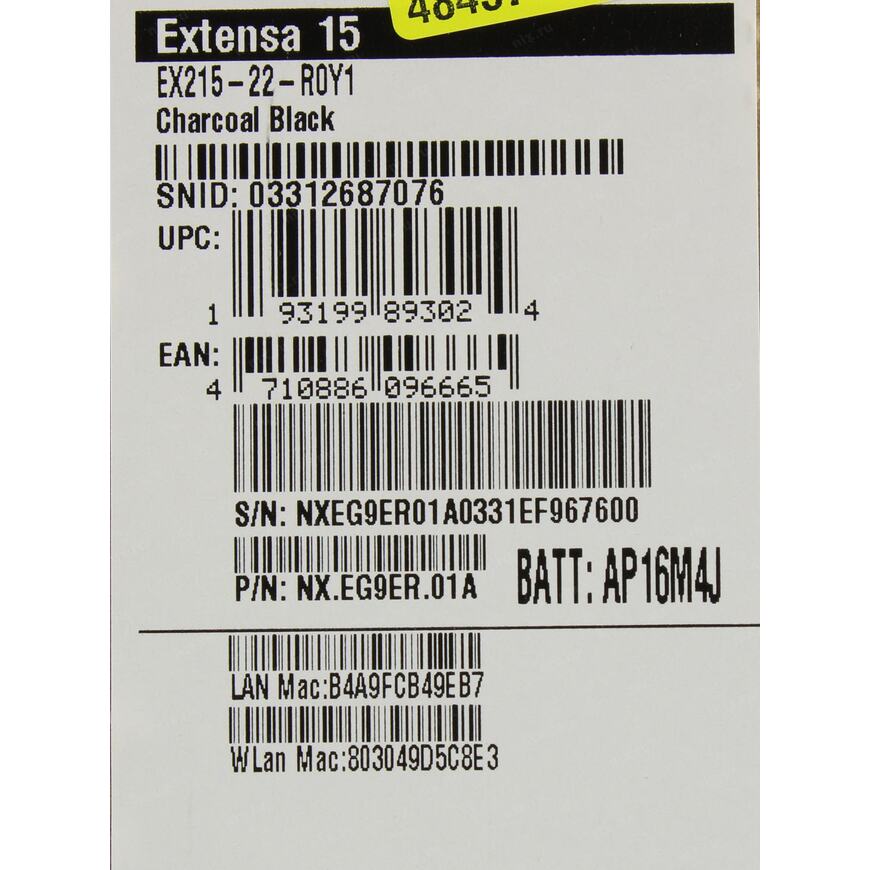 Extensa 15
EX215-22-R0Y1
Charcoal Black
SNID: 03312687076
UPC:
1 93199 89302 4
EAN:
4 710886 096665
S/N: NXEG9ER01A0331EF967600
P/N: NX.EG9ER.01A
BATT: AP16M4J
LAN Mac:B4A9FCB49EB7
WLan Mac:803049D5C8E3